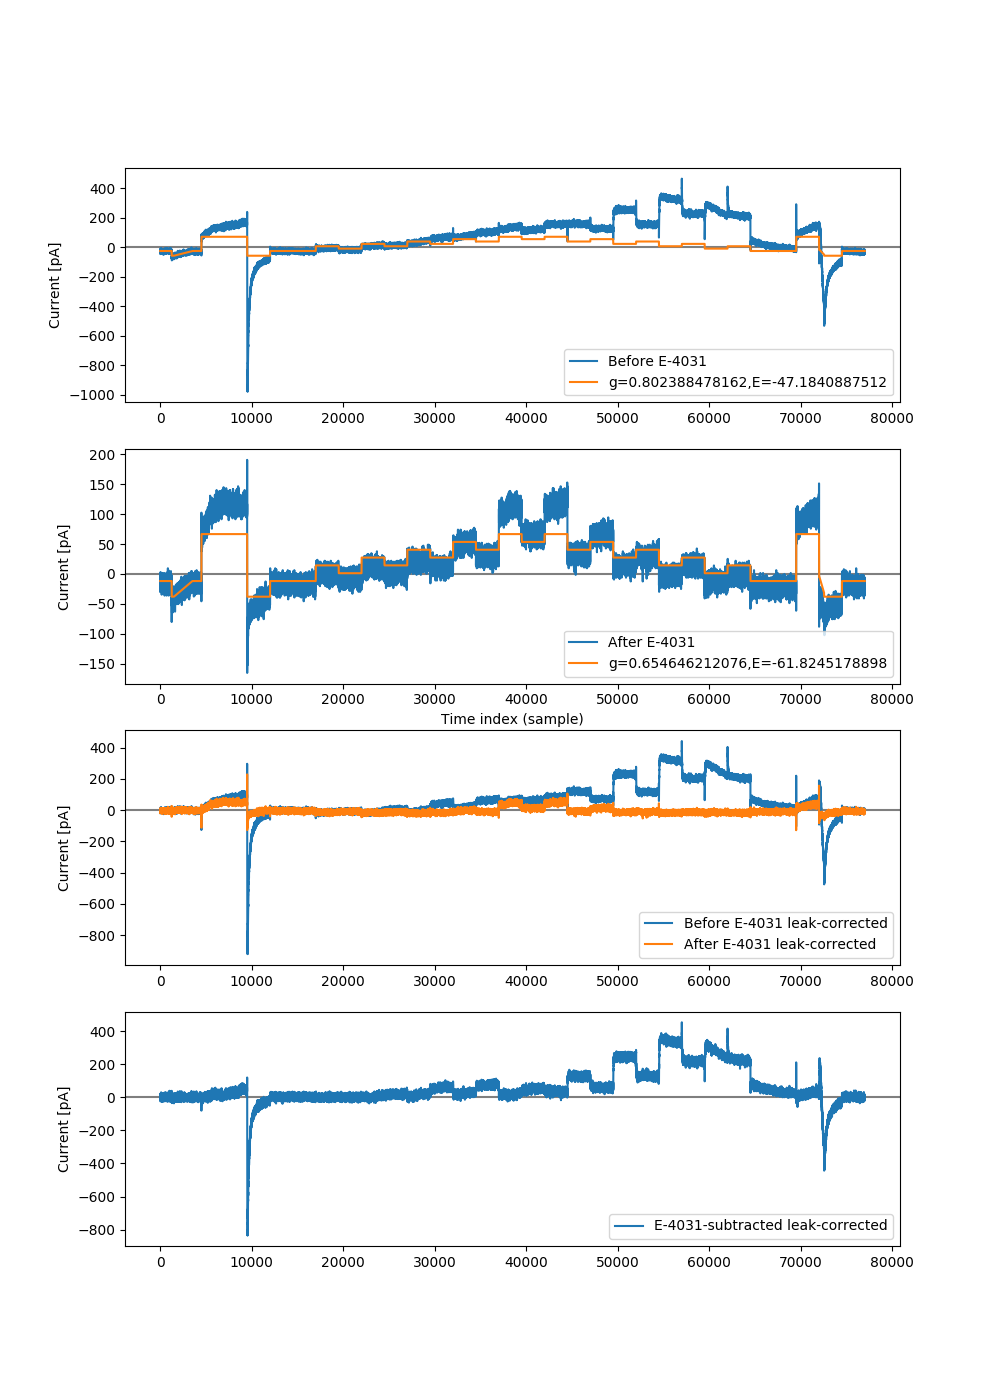 400
200
0
−200
−400
−600
−800
−1000
Current [pA]
Before E-4031
g=0.802388478162,E=-47.1840887512
0 10000 20000 30000 40000 50000 60000 70000 80000
200
150
100
50
0
−50
−100
−150
Current [pA]
After E-4031
g=0.654646212076,E=-61.8245178898
0 10000 20000 30000 40000 50000 60000 70000 80000
Time index (sample)
400
200
0
−200
−400
−600
−800
Current [pA]
Before E-4031 leak-corrected
After E-4031 leak-corrected
0 10000 20000 30000 40000 50000 60000 70000 80000
400
200
0
−200
−400
−600
−800
Current [pA]
E-4031-subtracted leak-corrected
0 10000 20000 30000 40000 50000 60000 70000 80000